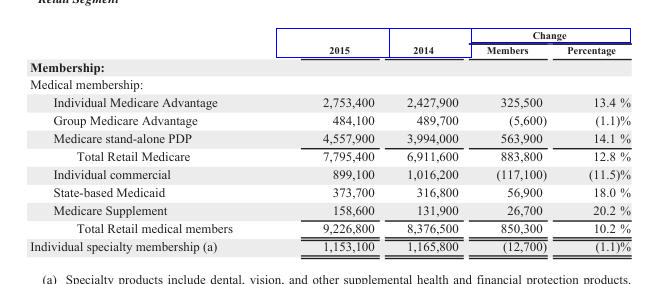 Retail Segment
Change
2015 2014 Members Percentage
Membership:
Medical membership:
Individual Medicare Advantage 2,753,400 2,427,900 325,500 13.4 %
Group Medicare Advantage 484,100 489,700 (5,600) (1.1)%
Medicare stand-alone PDP 4,557,900 3,994,000 563,900 14.1 %
Total Retail Medicare 7,795,400 6,911,600 883,800 12.8 %
Individual commercial 899,100 1,016,200 (117,100) (11.5)%
State-based Medicaid 373,700 316,800 56,900 18.0 %
Medicare Supplement 158,600 131,900 26,700 20.2 %
Total Retail medical members 9,226,800 8,376,500 850,300 10.2 %
Individual specialty membership (a) 1,153,100 1,165,800 (12,700) (1.1)%
(a) Specialty products include dental, vision, and other supplemental health and financial protection products.